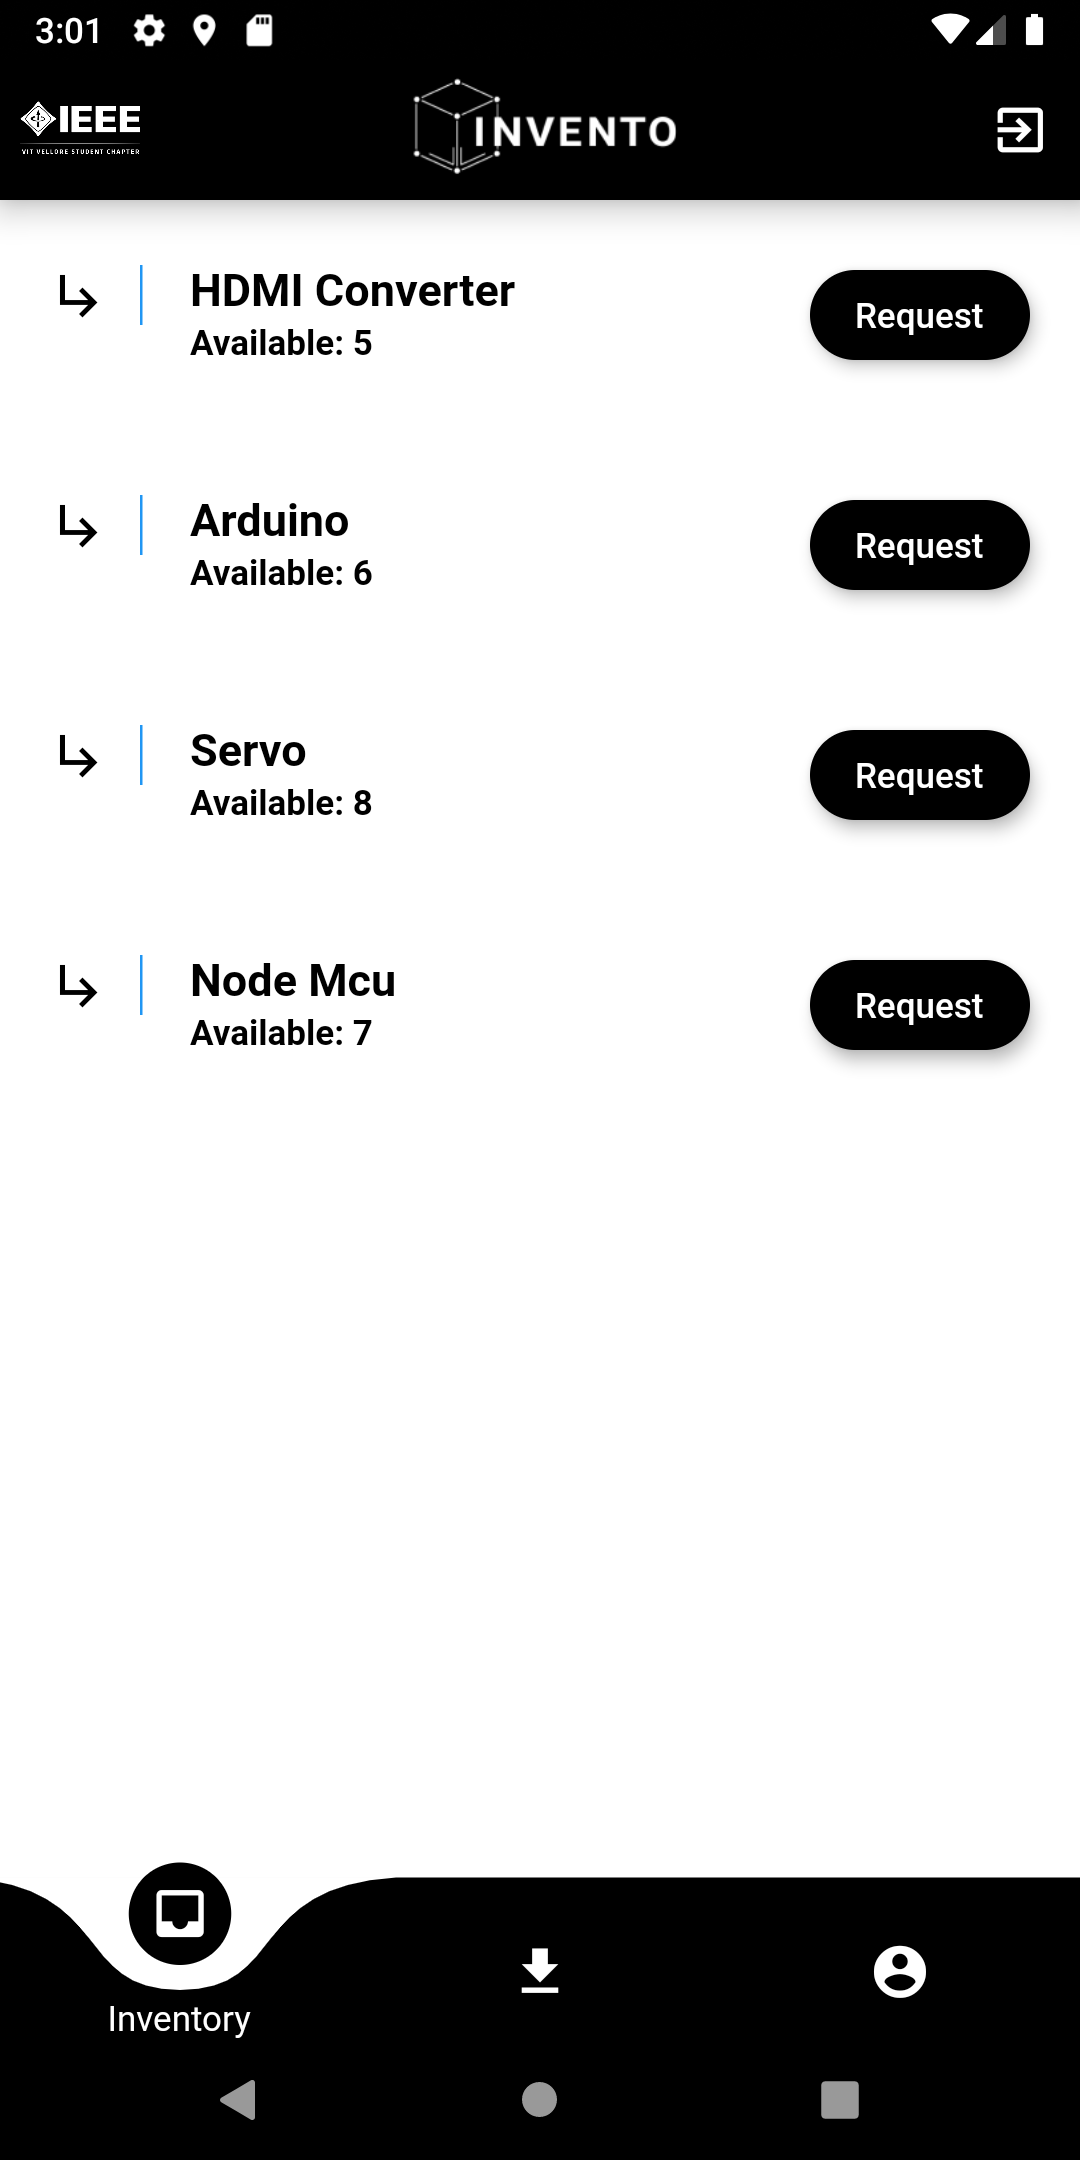 3:01
IEEE
VIT VELLORE STUDENT CHAPTER
INVENTO
HDMI Converter
Available: 5
Request
Arduino
Available: 6
Request
Servo
Available: 8
Request
Node Mcu
Available: 7
Request
Inventory